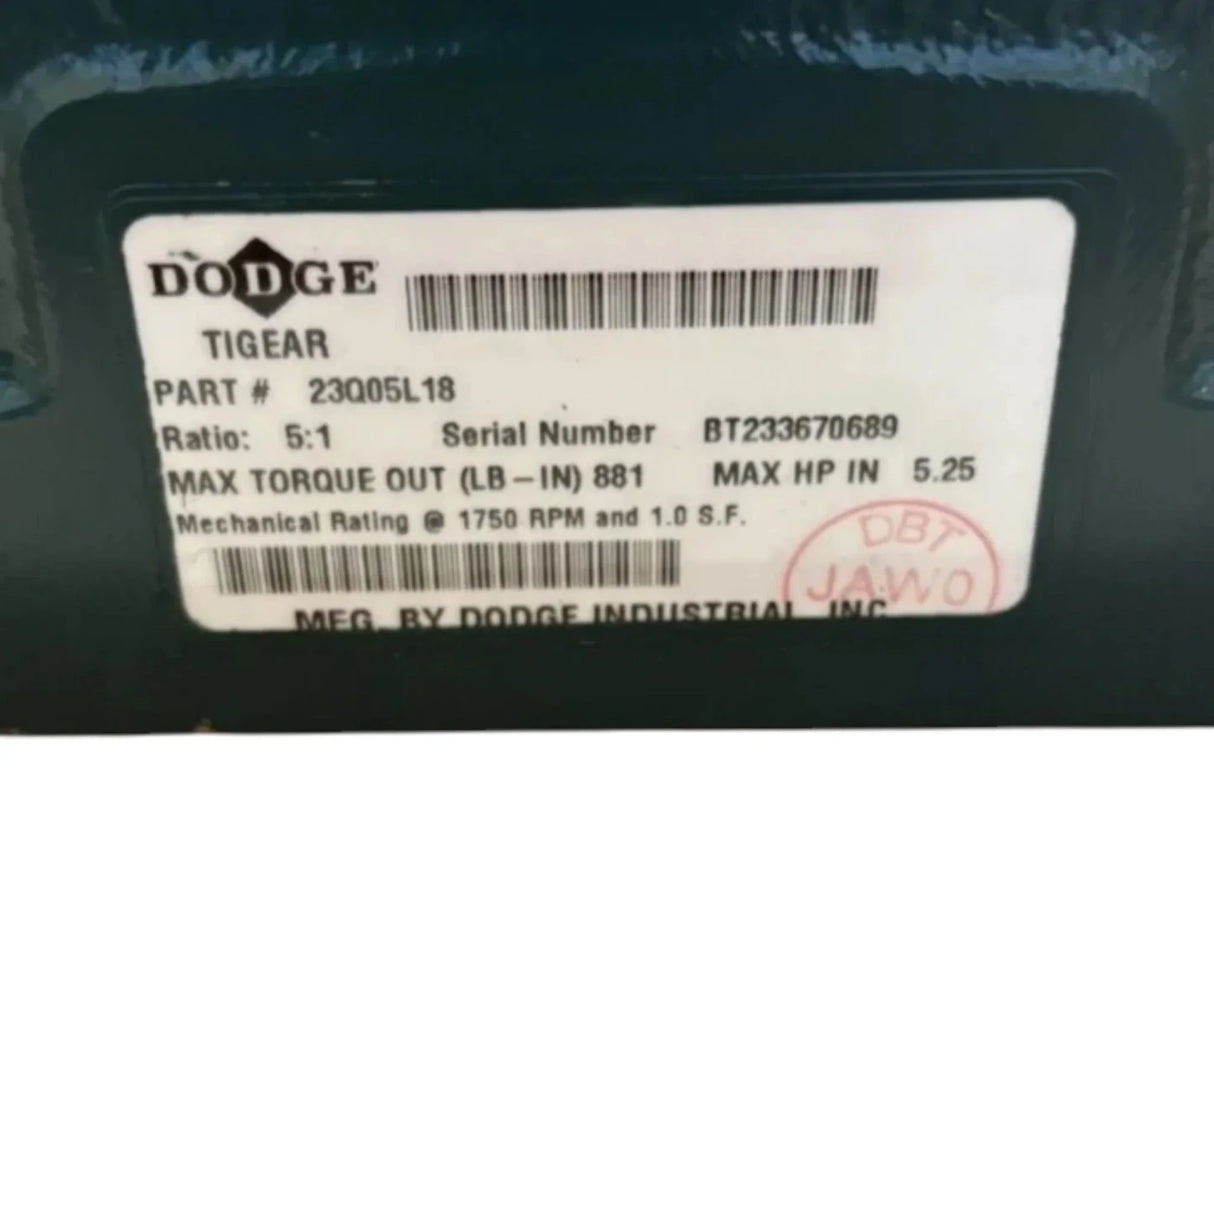 DODGE
TIGEAR
PART # 23Q05L18
Ratio: 5:1 Serial Number BT233670689
MAX TORQUE OUT (LB-IN) 881 MAX HP IN 5.25
Mechanical Rating @ 1750 RPM and 1.0 S.F.
DBT
JAWO
MFG. BY DODGE INDUSTRIAL INC